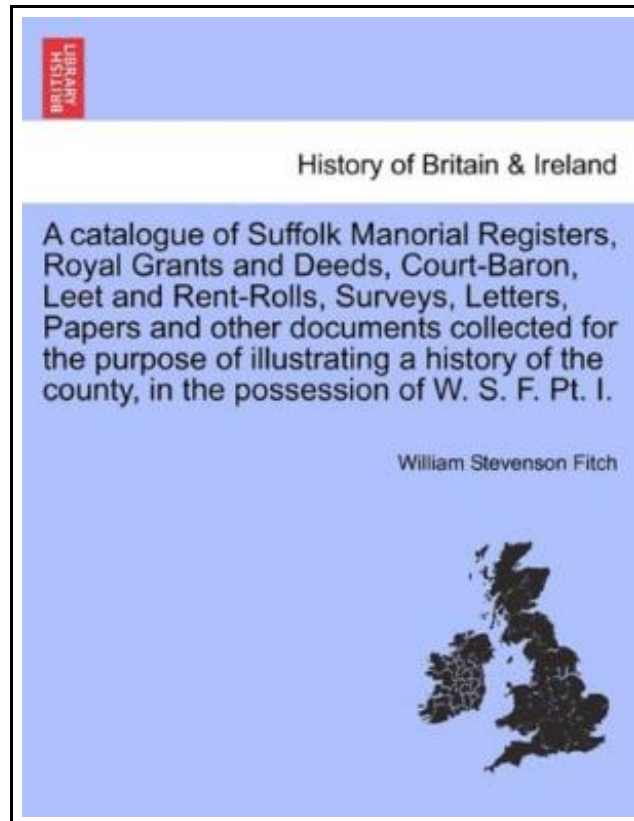 BRITISH
LIBRARY
History of Britain & Ireland
A catalogue of Suffolk Manorial Registers,
Royal Grants and Deeds, Court-Baron,
Leet and Rent-Rolls, Surveys, Letters,
Papers and other documents collected for
the purpose of illustrating a history of the
county, in the possession of W. S. F. Pt. I.
William Stevenson Fitch